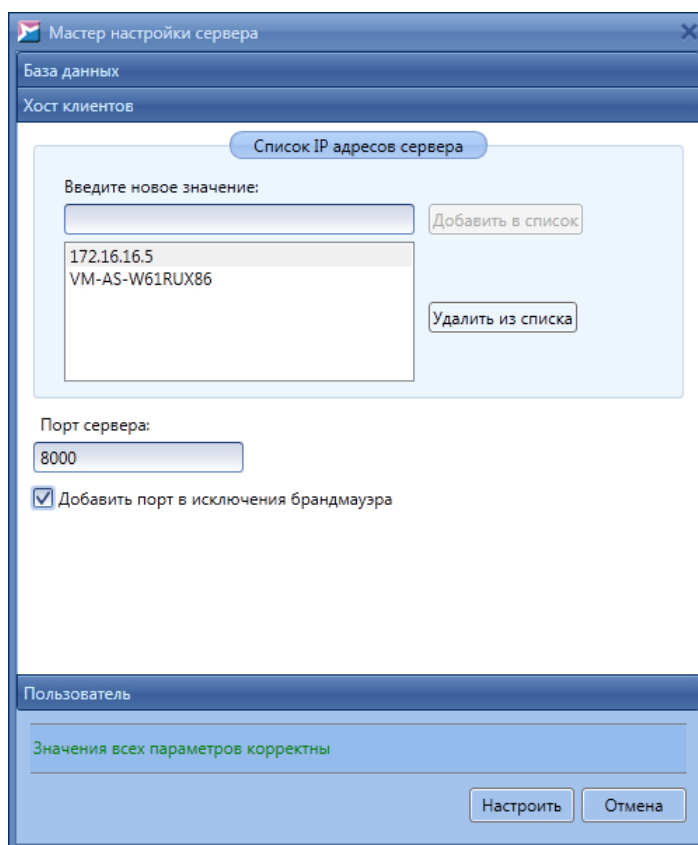 Мастер настройки сервера
База данных
Хост клиентов
Список IP адресов сервера
Введите новое значение:
Добавить в список
172.16.16.5
VM-AS-W61RUX86
Удалить из списка
Порт сервера:
8000
Добавить порт в исключения брандмауэра
Пользователь
Значения всех параметров корректны
Настроить Отмена